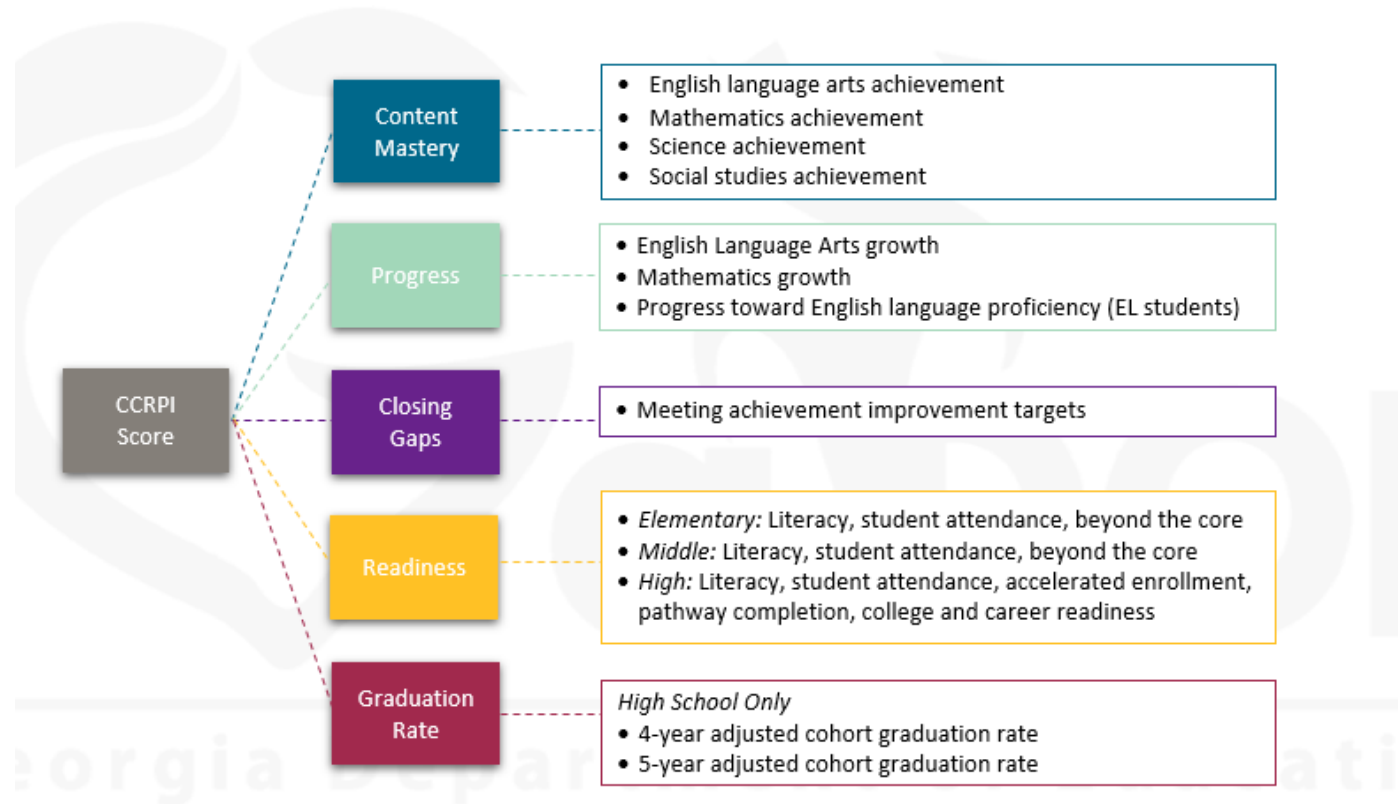 Content
Mastery
• English language arts achievement
• Mathematics achievement
• Science achievement
• Social studies achievement
Progress
• English Language Arts growth
• Mathematics growth
• Progress toward English language proficiency (EL students)
CCRPI
Score
Closing
Gaps
• Meeting achievement improvement targets
Readiness
• Elementary: Literacy, student attendance, beyond the core
• Middle: Literacy, student attendance, beyond the core
• High: Literacy, student attendance, accelerated enrollment,
pathway completion, college and career readiness
Graduation
Rate
High School Only
• 4-year adjusted cohort graduation rate
• 5-year adjusted cohort graduation rate